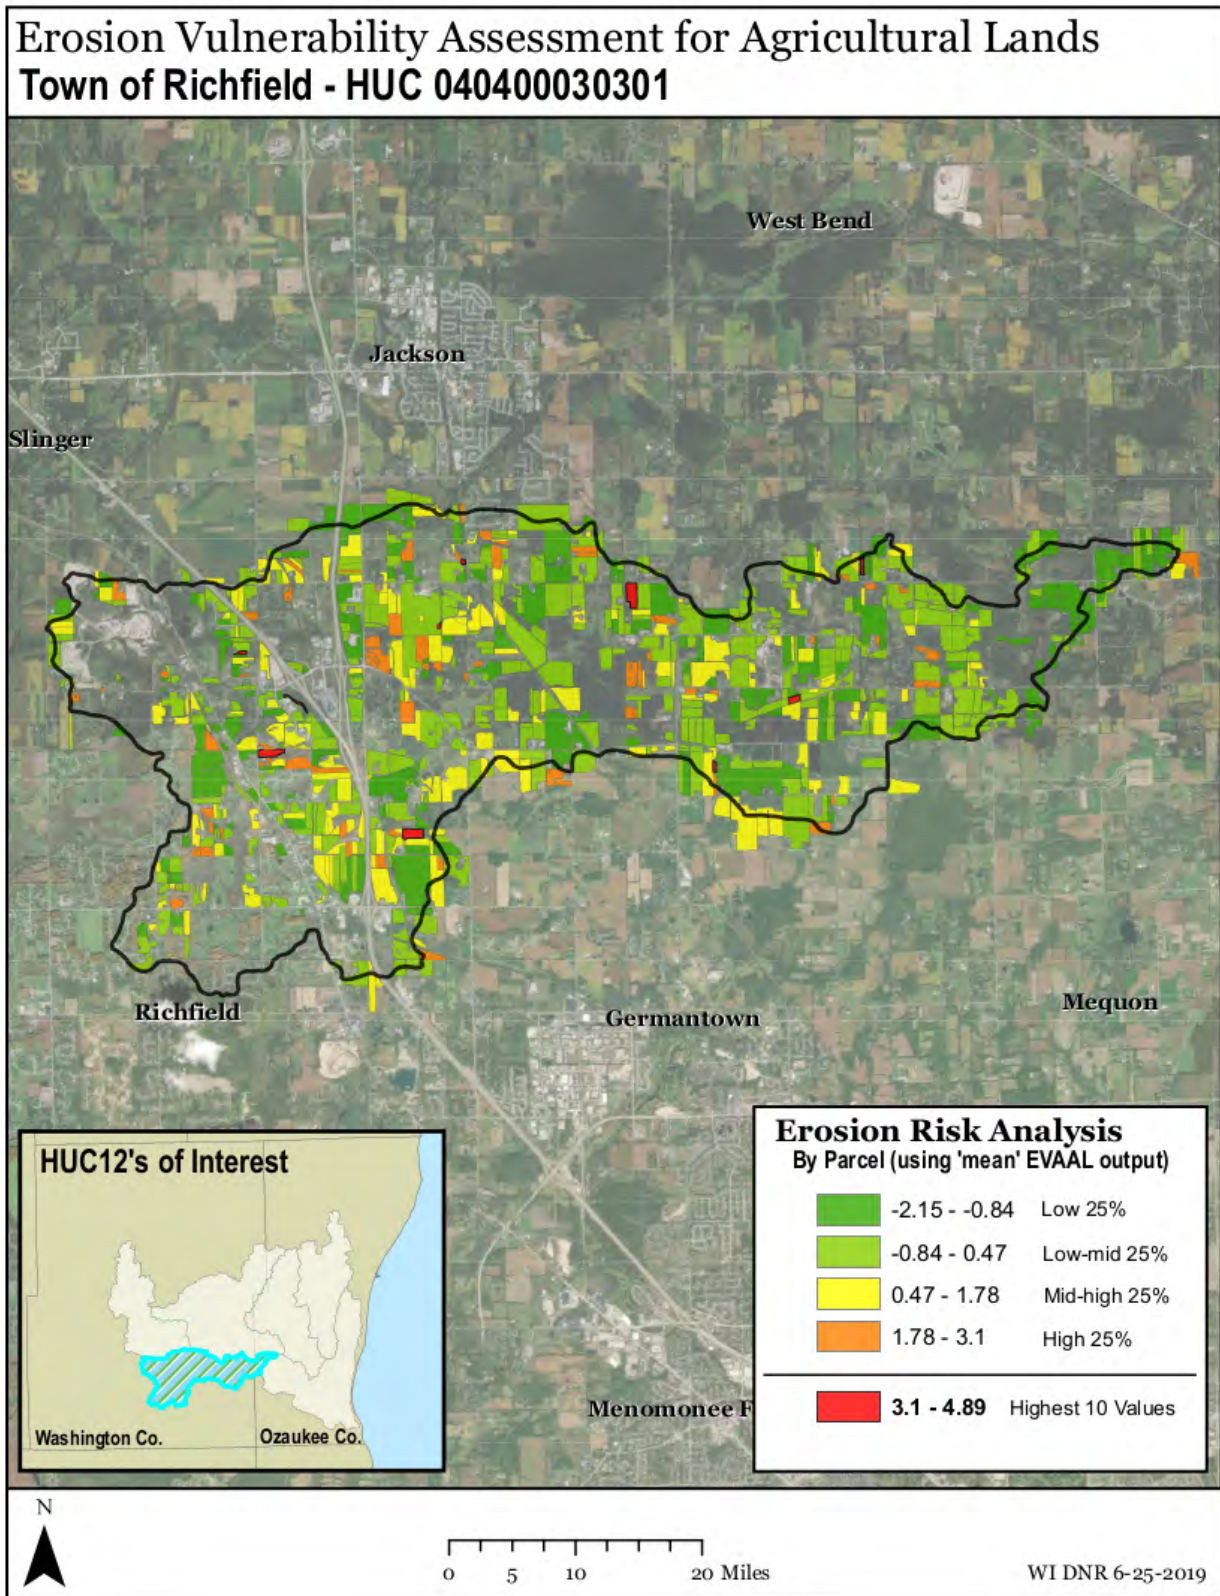 Erosion Vulnerability Assessment for Agricultural Lands
Town of Richfield - HUC 040400030301
West Bend
Jackson
Slinger
Richfield
Germantown
Mequon
Menomonee F
HUC12's of Interest
Washington Co.
Ozaukee Co.
Erosion Risk Analysis
By Parcel (using 'mean' EVAAL output)
-2.15 - -0.84 Low 25%
-0.84 - 0.47 Low-mid 25%
0.47 - 1.78 Mid-high 25%
1.78 - 3.1 High 25%
3.1 - 4.89 Highest 10 Values
N
0 5 10 20 Miles
WI DNR 6-25-2019